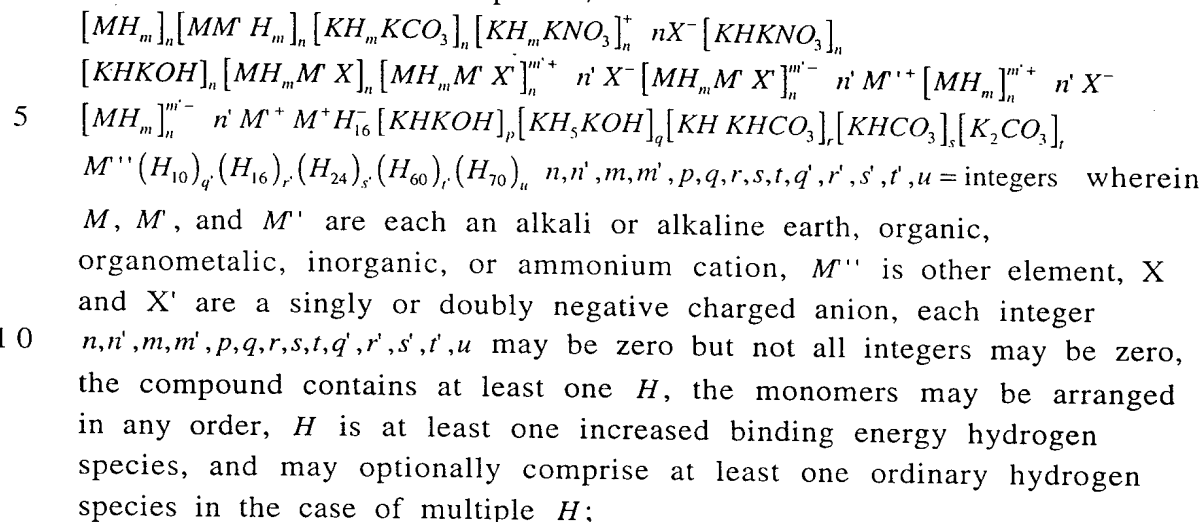 [MH_m]_n [MM' H_m]_n [KH_m KCO_3]_n [KH_m KNO_3]_n^+ nX^- [KHKNO_3]_n
[KHKOH]_n [MH_m M' X]_n [MH_m M' X']_n^{m'+} n' X^- [MH_m M' X']_n^{m'-} n' M''^+ [MH_m]_n^{m'+} n' X^-
5 [MH_m]_n^{m'-} n' M'^+ M^+ H_{16}^- [KHKOH]_p [KH_5 KOH]_q [KH KHCO_3]_r [KHCO_3]_s [K_2CO_3]_t
M'''(H_{10})_{q'} (H_{16})_{r'} (H_{24})_{s'} (H_{60})_{t'} (H_{70})_u n,n',m,m',p,q,r,s,t,q',r',s',t',u = integers wherein
M, M', and M'' are each an alkali or alkaline earth, organic,
organometalic, inorganic, or ammonium cation, M''' is other element, X
and X' are a singly or doubly negative charged anion, each integer
10 n,n',m,m',p,q,r,s,t,q',r',s',t',u may be zero but not all integers may be zero,
the compound contains at least one H, the monomers may be arranged
in any order, H is at least one increased binding energy hydrogen
species, and may optionally comprise at least one ordinary hydrogen
species in the case of multiple H;